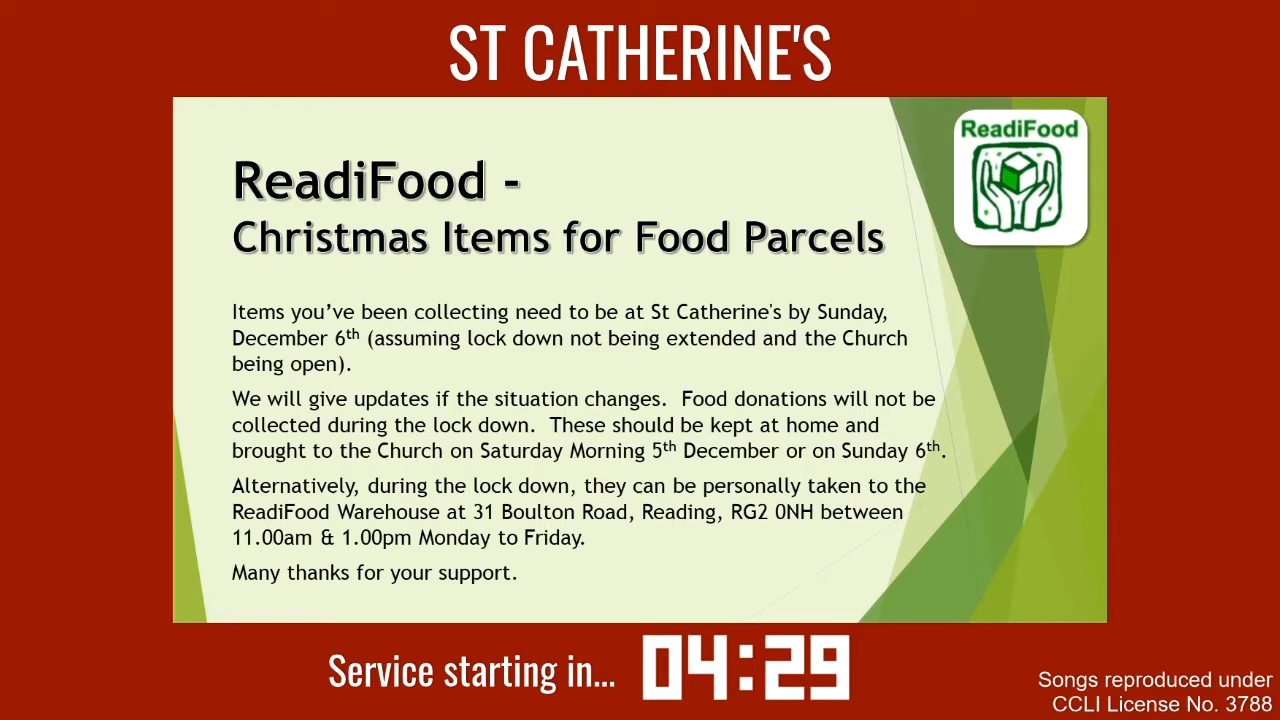 ST CATHERINE'S
ReadiFood
ReadiFood -
Christmas Items for Food Parcels
Items you’ve been collecting need to be at St Catherine's by Sunday,
December 6th (assuming lock down not being extended and the Church
being open).
We will give updates if the situation changes.  Food donations will not be
collected during the lock down.  These should be kept at home and
brought to the Church on Saturday Morning 5th December or on Sunday 6th.
Alternatively, during the lock down, they can be personally taken to the
ReadiFood Warehouse at 31 Boulton Road, Reading, RG2 0NH between
11.00am & 1.00pm Monday to Friday.
Many thanks for your support.
Service starting in... 04:29
Songs reproduced under
CCLI License No. 3788